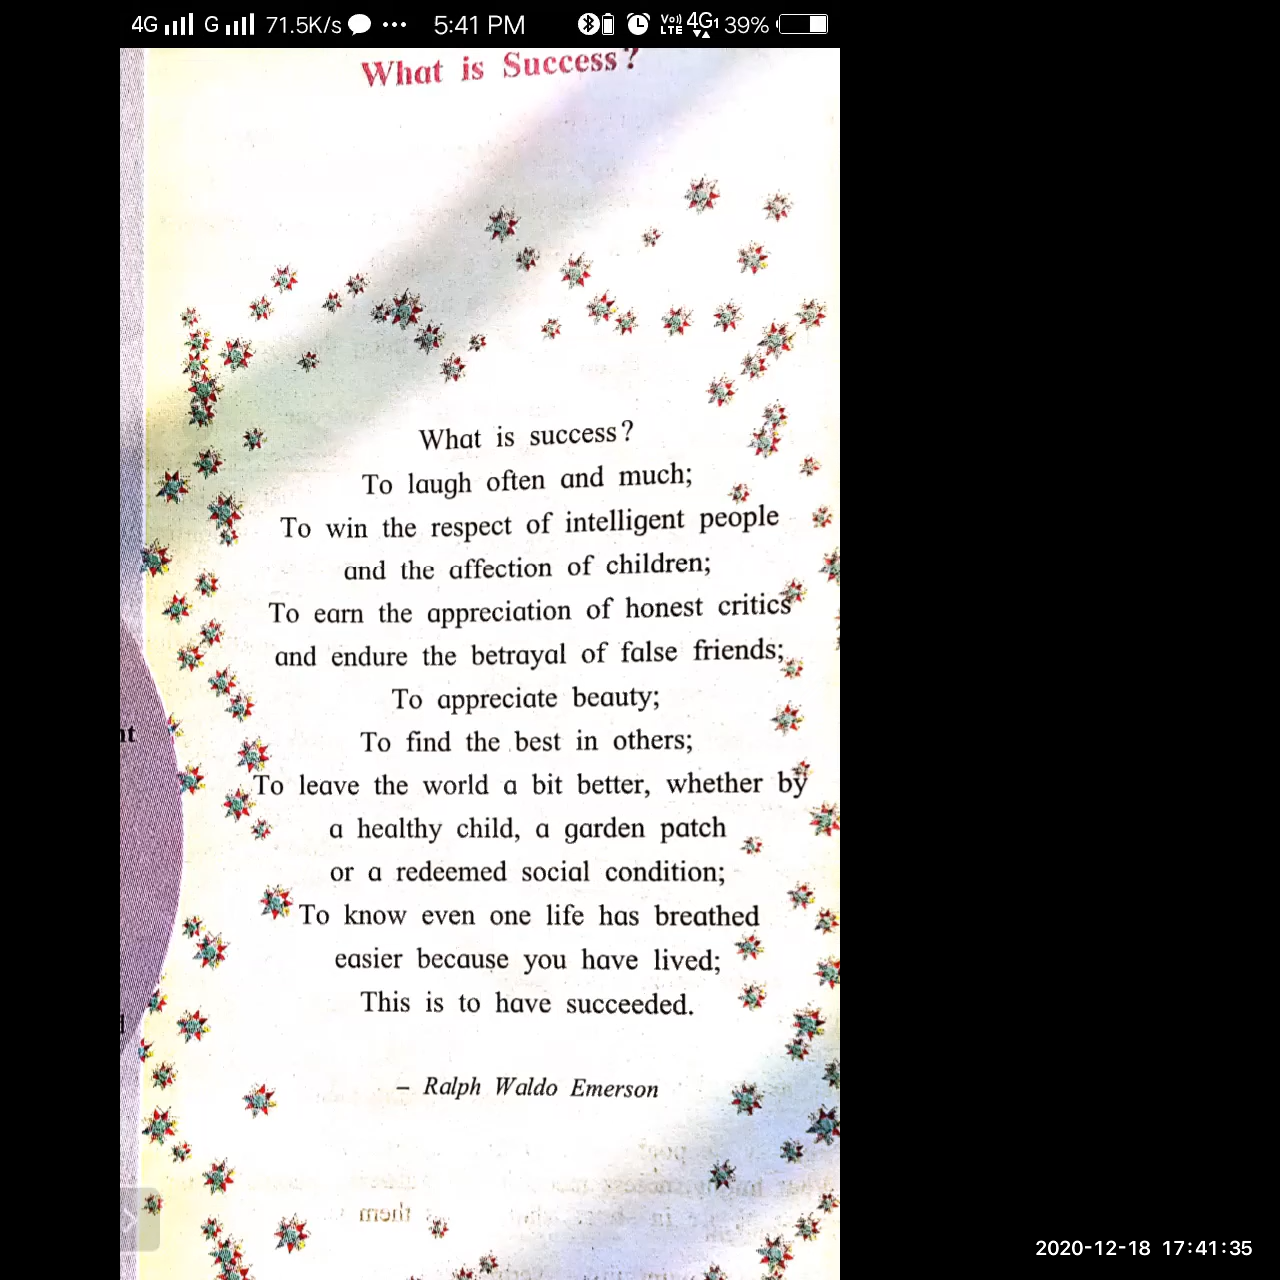 4G G 71.5K/s ... 5:41 PM Vo)) LTE 4G1 39%
What is Success?
What is success?
To laugh often and much;
To win the respect of intelligent people
and the affection of children;
To earn the appreciation of honest critics
and endure the betrayal of false friends;
To appreciate beauty;
To find the best in others;
To leave the world a bit better, whether by
a healthy child, a garden patch
or a redeemed social condition;
To know even one life has breathed
easier because you have lived;
This is to have succeeded.
– Ralph Waldo Emerson
2020-12-18 17:41:35